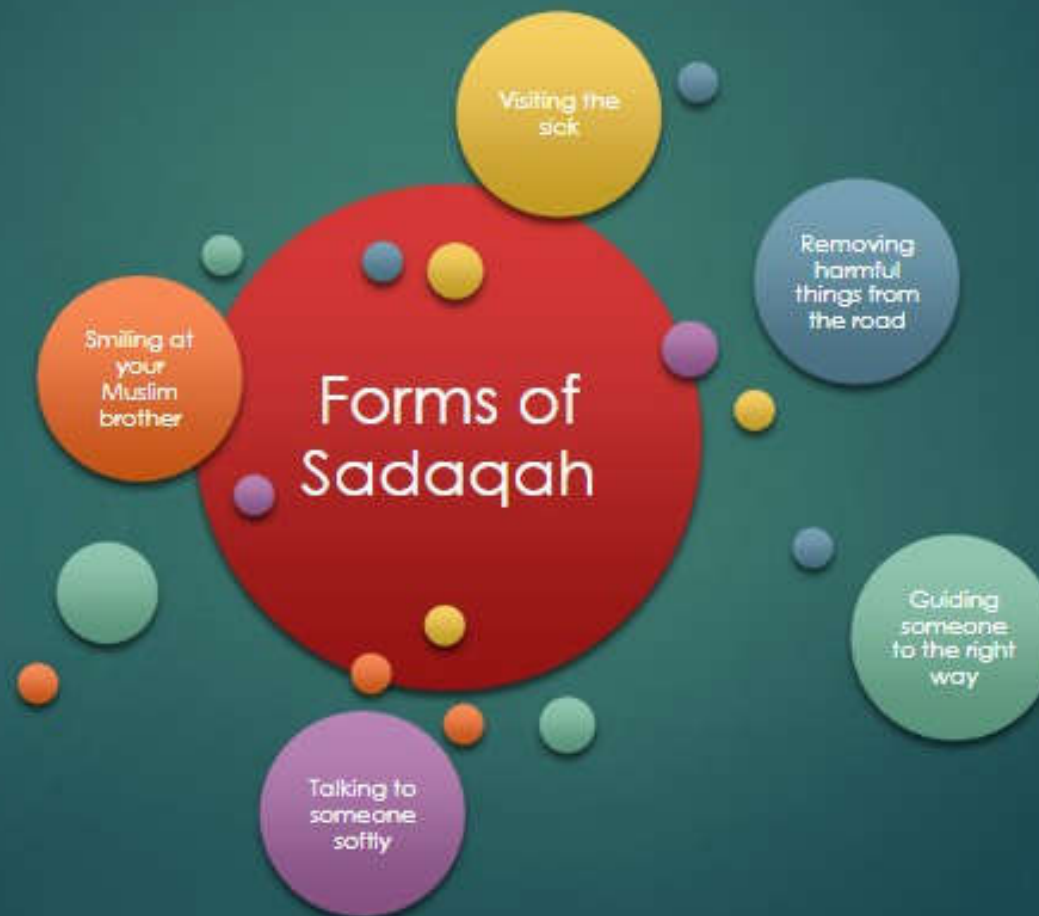 Forms of
Sadaqah
Visiting the
sick
Removing
harmful
things from
the road
Guiding
someone
to the right
way
Talking to
someone
softly
Smiling at
your
Muslim
brother